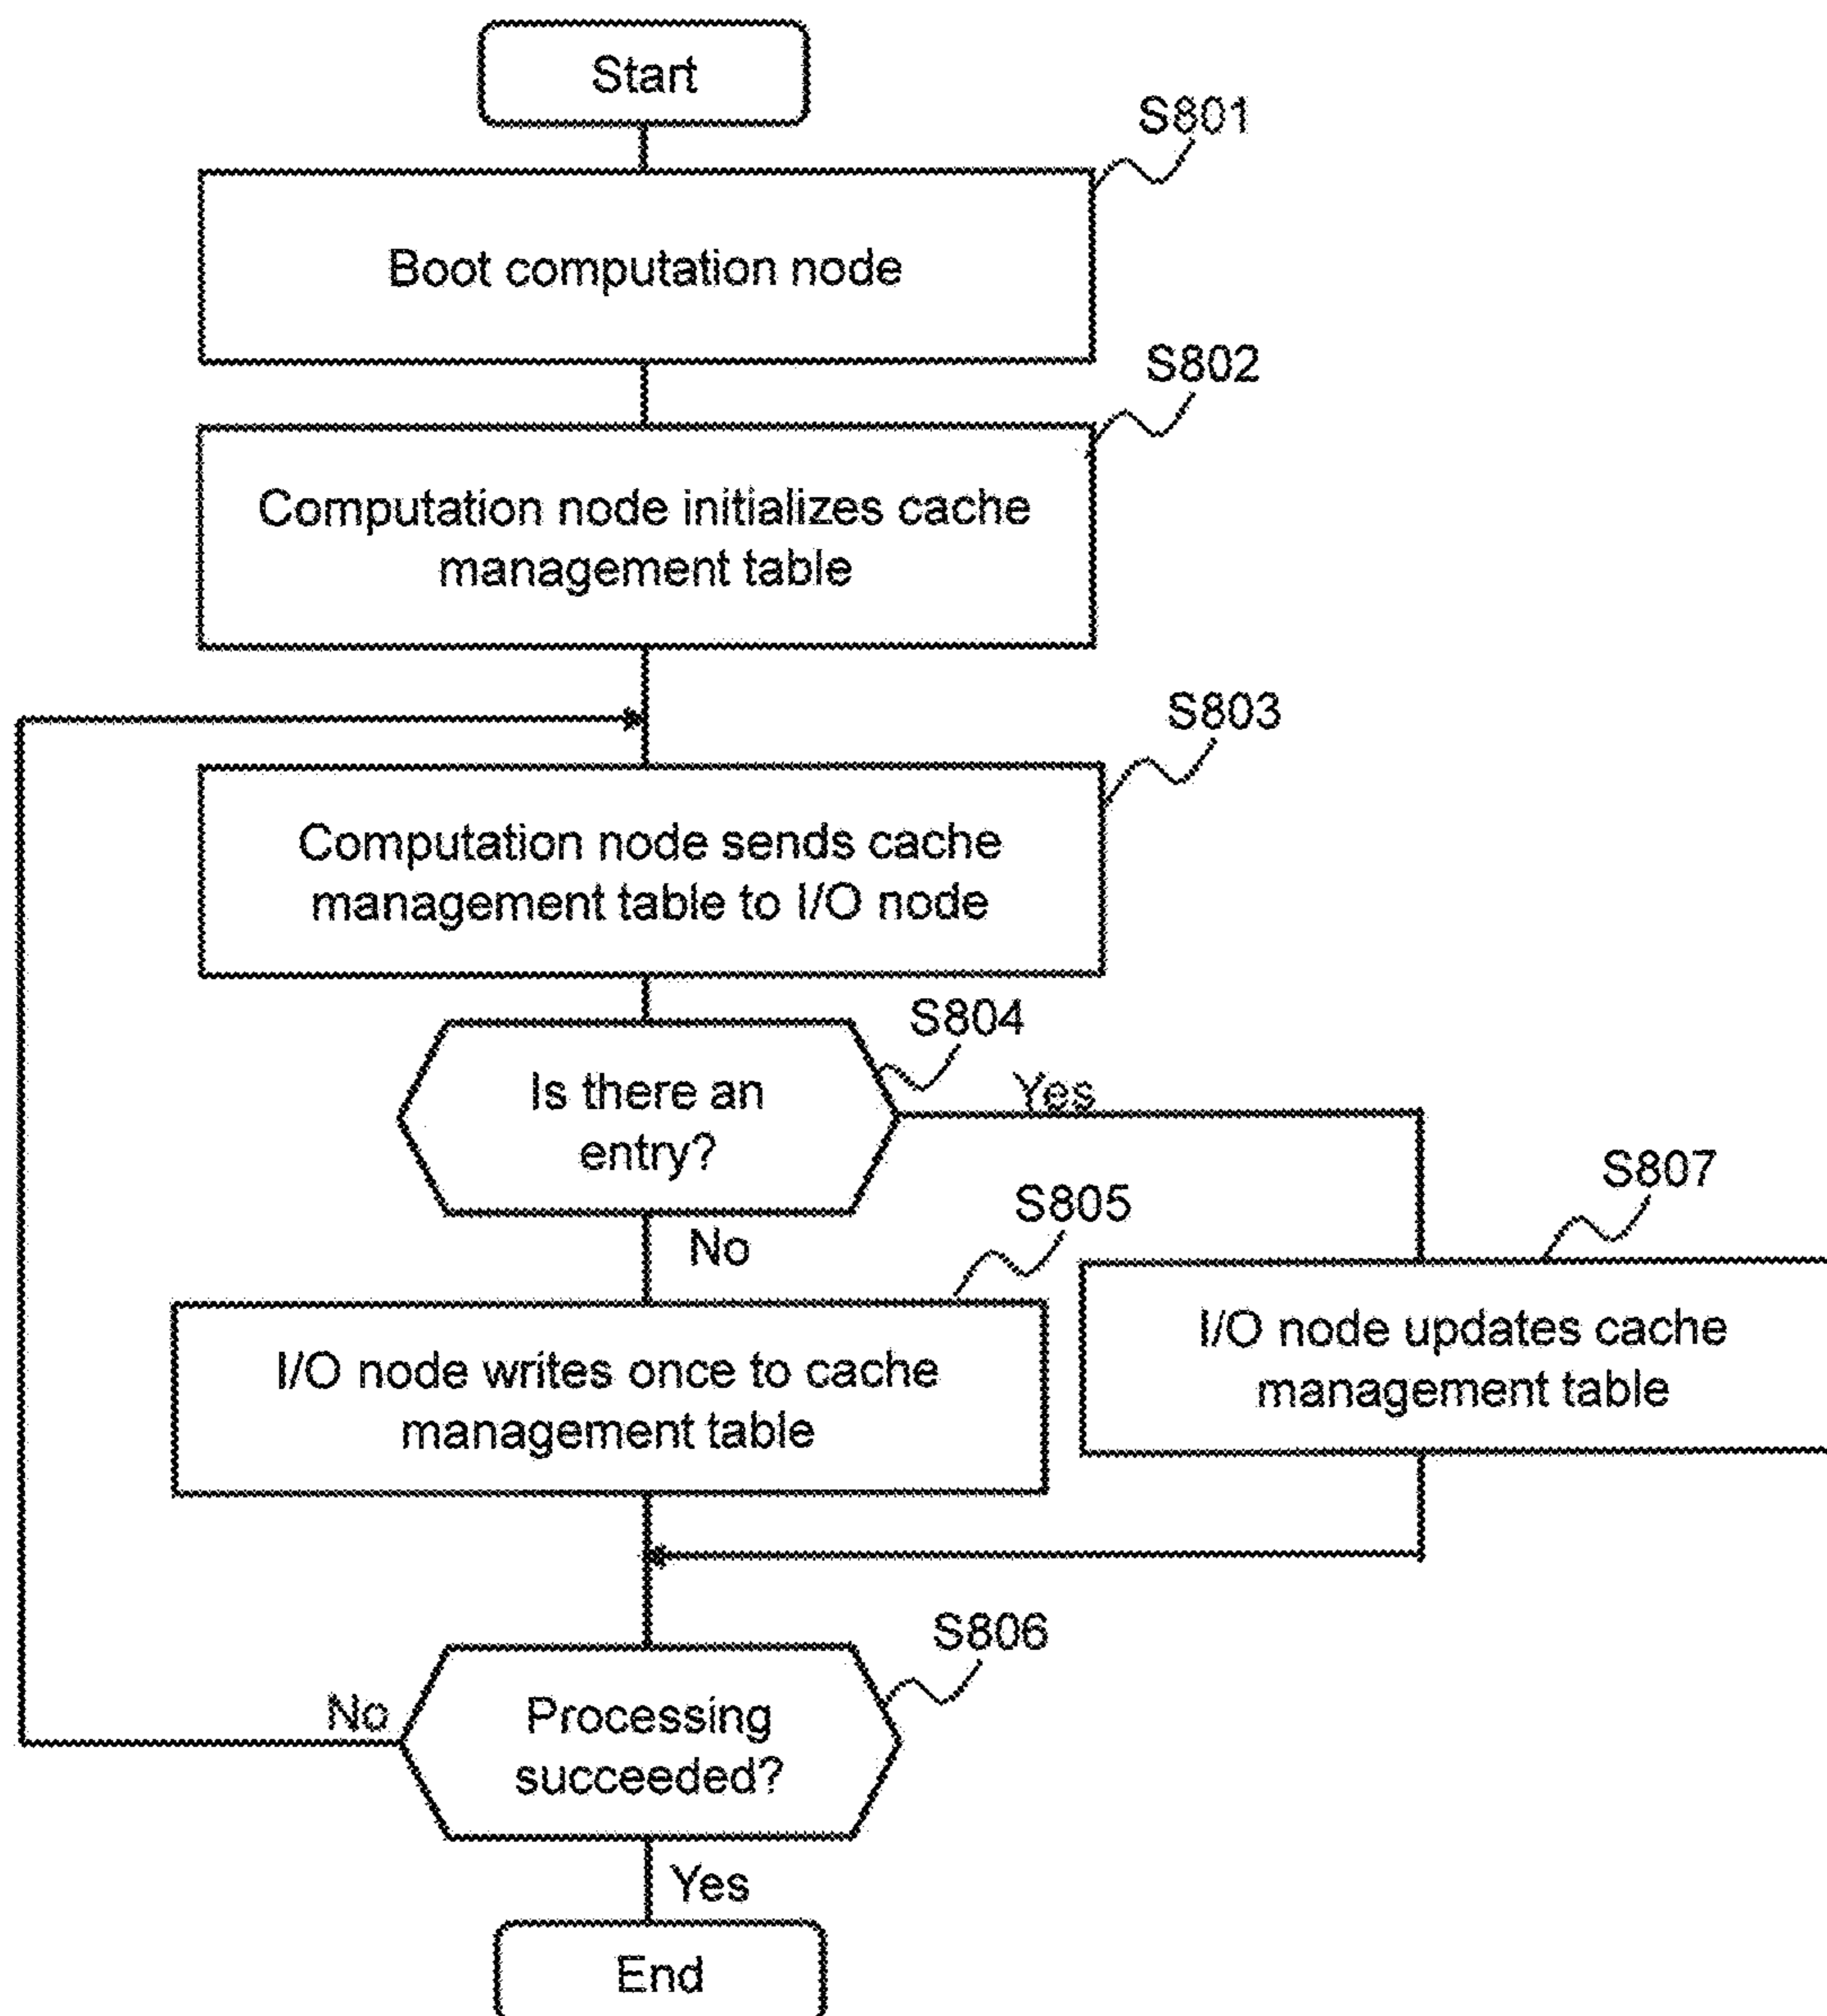 Start
S801
Boot computation node
S802
Computation node initializes cache
management table
S803
Computation node sends cache
management table to I/O node
S804
Is there an
entry?
Yes
No
S805
S807
I/O node writes once to cache
management table
I/O node updates cache
management table
S806
Processing
succeeded?
No
Yes
End